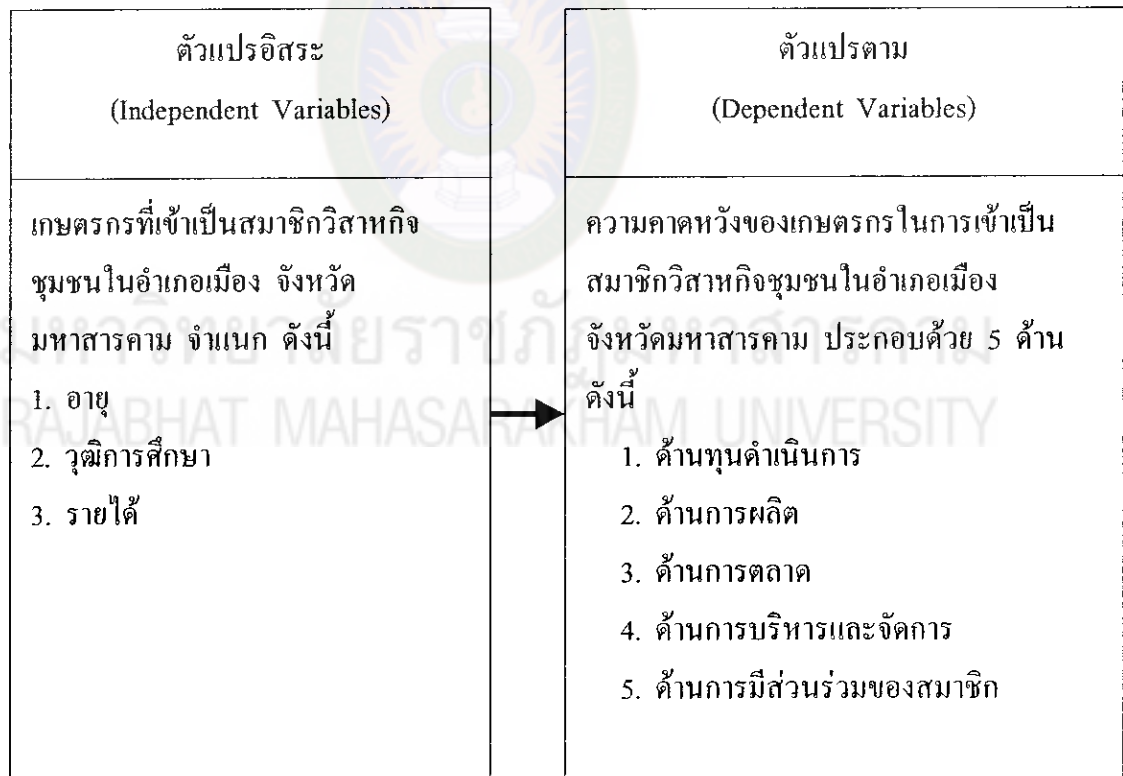 ตัวแปรอิสระ
(Independent Variables)
เกษตรกรที่เข้าเป็นสมาชิกวิสาหกิจ
ชุมชนในอำเภอเมือง จังหวัด
มหาสารคาม จำแนก ดังนี้
1. อายุ
2. วุฒิการศึกษา
3. รายได้
ตัวแปรตาม
(Dependent Variables)
ความคาดหวังของเกษตรกรในการเข้าเป็น
สมาชิกวิสาหกิจชุมชนในอำเภอเมือง
จังหวัดมหาสารคาม ประกอบด้วย 5 ด้าน
ดังนี้
1. ด้านทุนดำเนินการ
2. ด้านการผลิต
3. ด้านการตลาด
4. ด้านการบริหารและจัดการ
5. ด้านการมีส่วนร่วมของสมาชิก
มหาวิทยาลัยราชภัฏมหาสารคาม
RAJABHAT MAHASARAKHAM UNIVERSITY